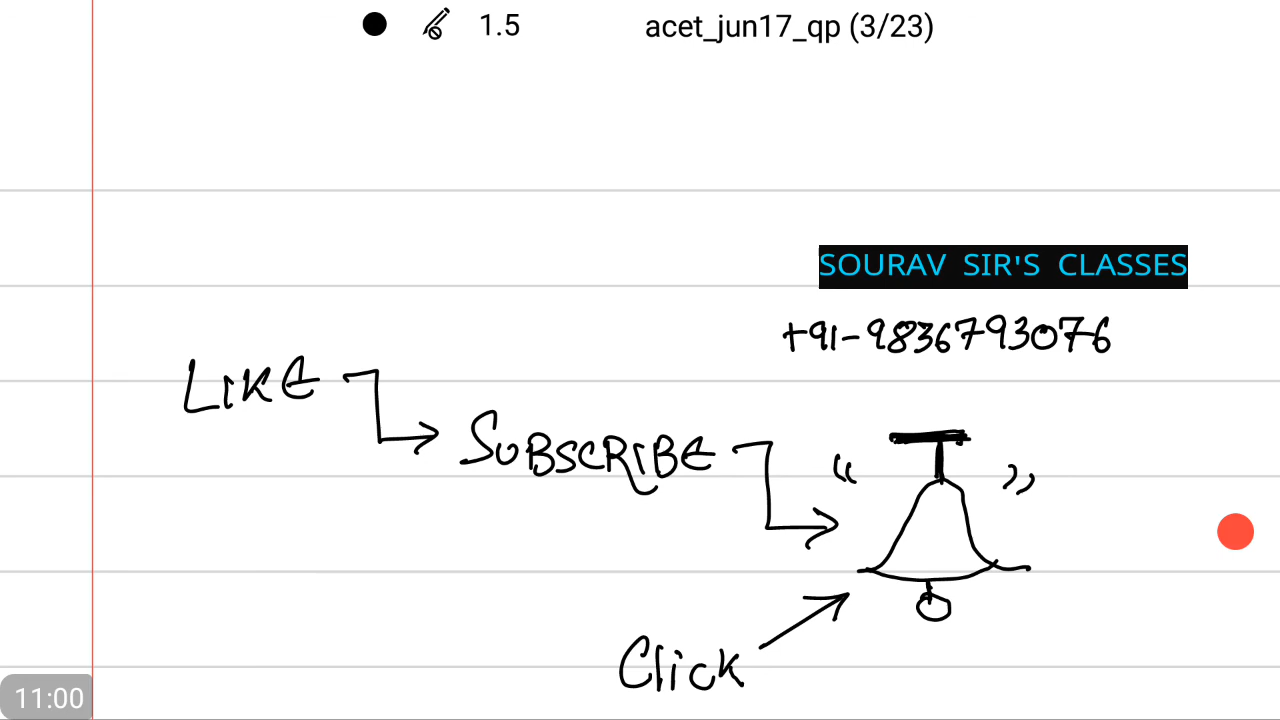 1.5 acet_jun17_qp (3/23)
SOURAV SIR'S CLASSES
+91-9836793076
LIKE
SUBSCRIBE
“ ”
Click
11:00